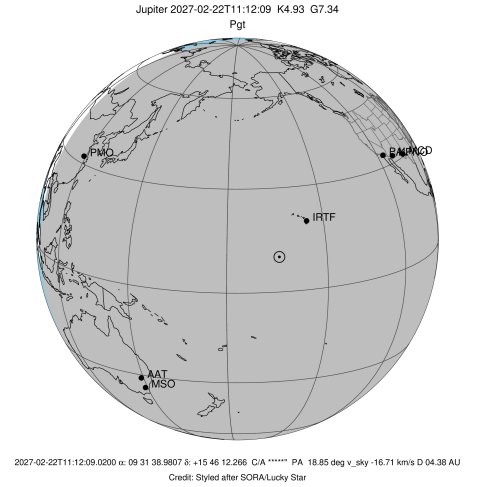 Jupiter 2027-02-22T11:12:09 K4.93 G7.34
Pgt
PMO
IRTF
AAT
MSO
2027-02-22T11:12:09.0200 α: 09 31 38.9807 δ: +15 46 12.266 C/A *****" PA 18.85 deg v_sky -16.71 km/s D 04.38 AU
Credit: Styled after SORA/Lucky Star